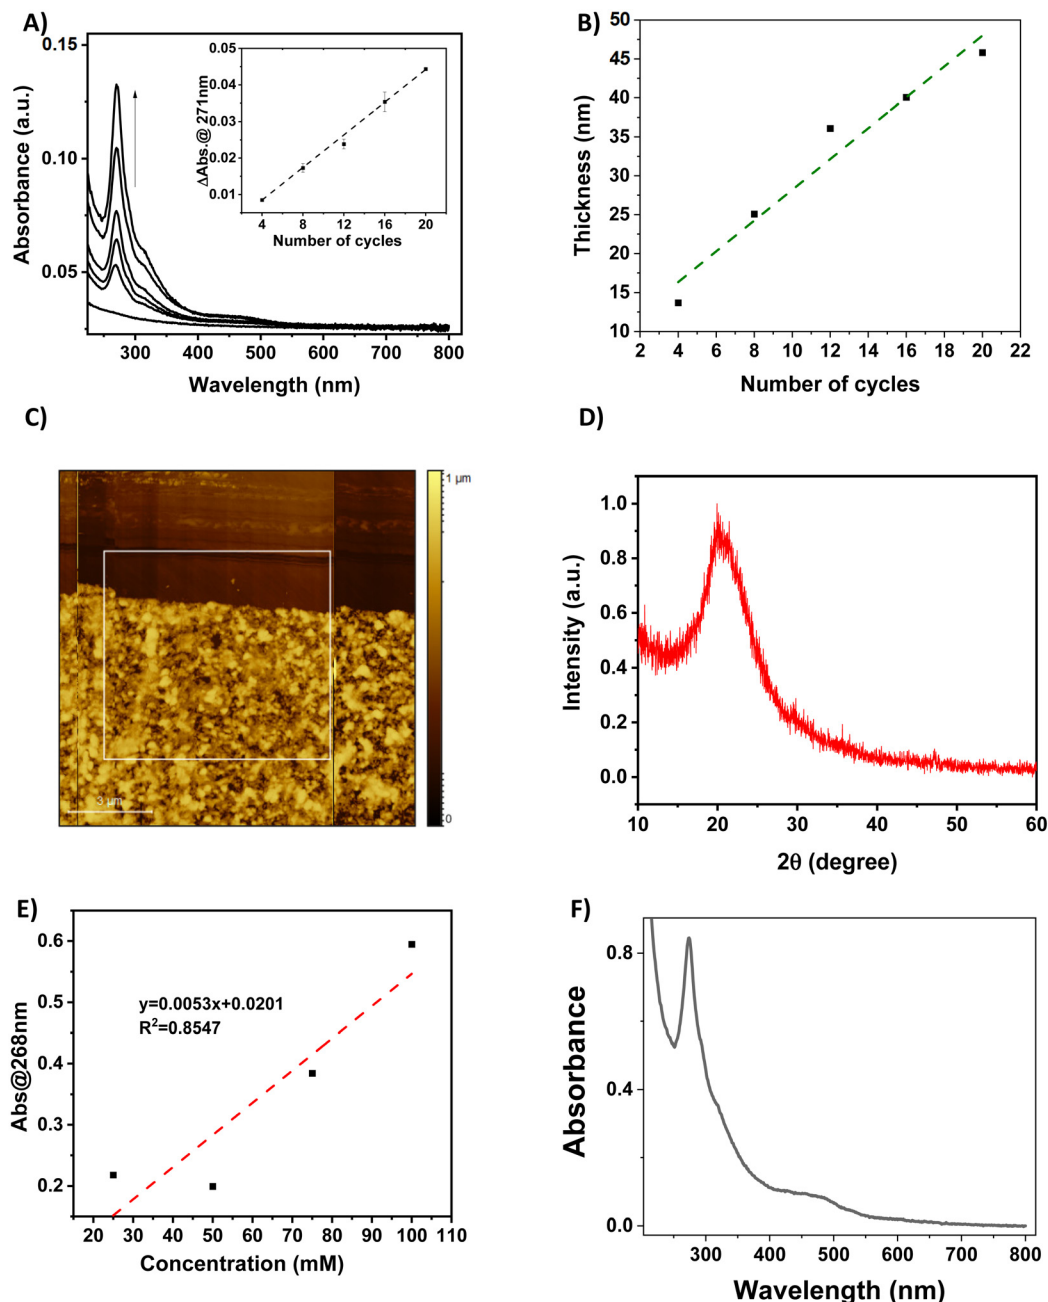 A)
0.15
0.10
0.05
Absorbance (a.u.)
300 400 500 600 700 800
Wavelength (nm)
0.05
0.04
0.03
0.02
0.01
ΔAbs.@ 271nm
4 8 12 16 20
Number of cycles
B)
50
45
40
35
30
25
20
15
10
Thickness (nm)
2 4 6 8 10 12 14 16 18 20 22
Number of cycles
C)
1 µm
0
3 µm
D)
1.0
0.8
0.6
0.4
0.2
0.0
Intensity (a.u.)
10 20 30 40 50 60
2θ (degree)
E)
0.6
0.5
0.4
0.3
0.2
Abs@268nm
y=0.0053x+0.0201
R²=0.8547
20 30 40 50 60 70 80 90 100 110
Concentration (mM)
F)
0.8
0.4
0.0
Absorbance
300 400 500 600 700 800
Wavelength (nm)